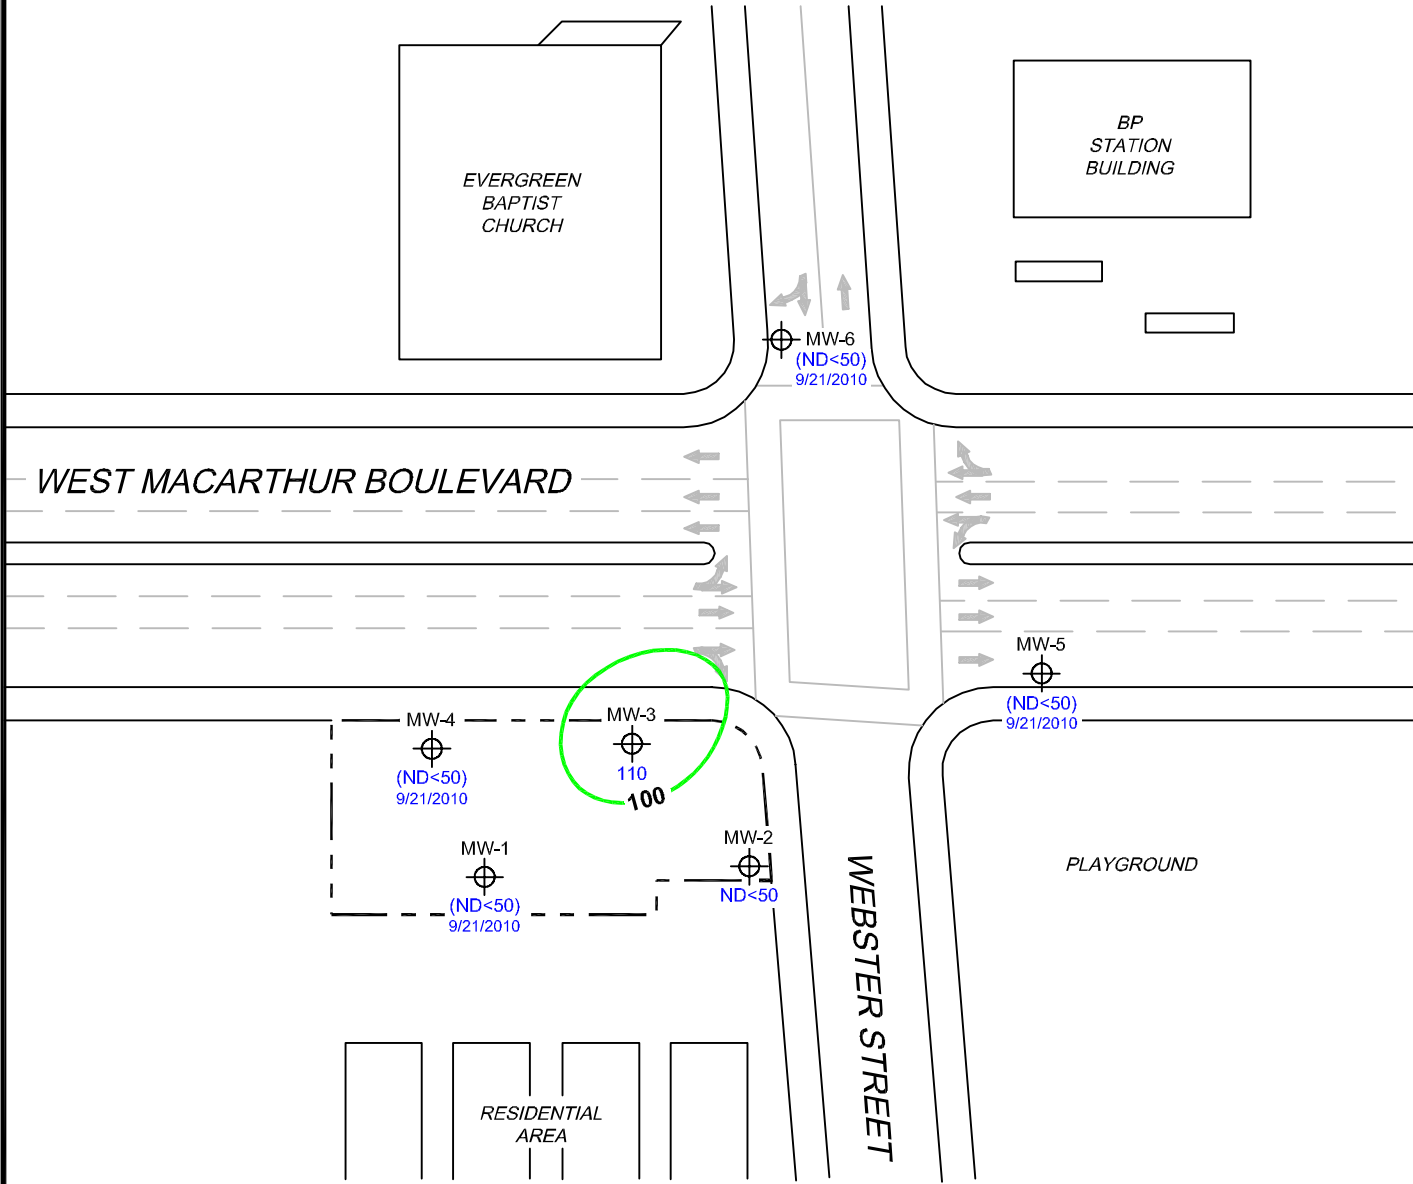 EVERGREEN
BAPTIST
CHURCH
BP
STATION
BUILDING
MW-6
(ND<50)
9/21/2010
WEST MACARTHUR BOULEVARD
MW-5
(ND<50)
9/21/2010
MW-4
(ND<50)
9/21/2010
MW-3
110
100
MW-2
ND<50
MW-1
(ND<50)
9/21/2010
PLAYGROUND
WEBSTER STREET
RESIDENTIAL
AREA